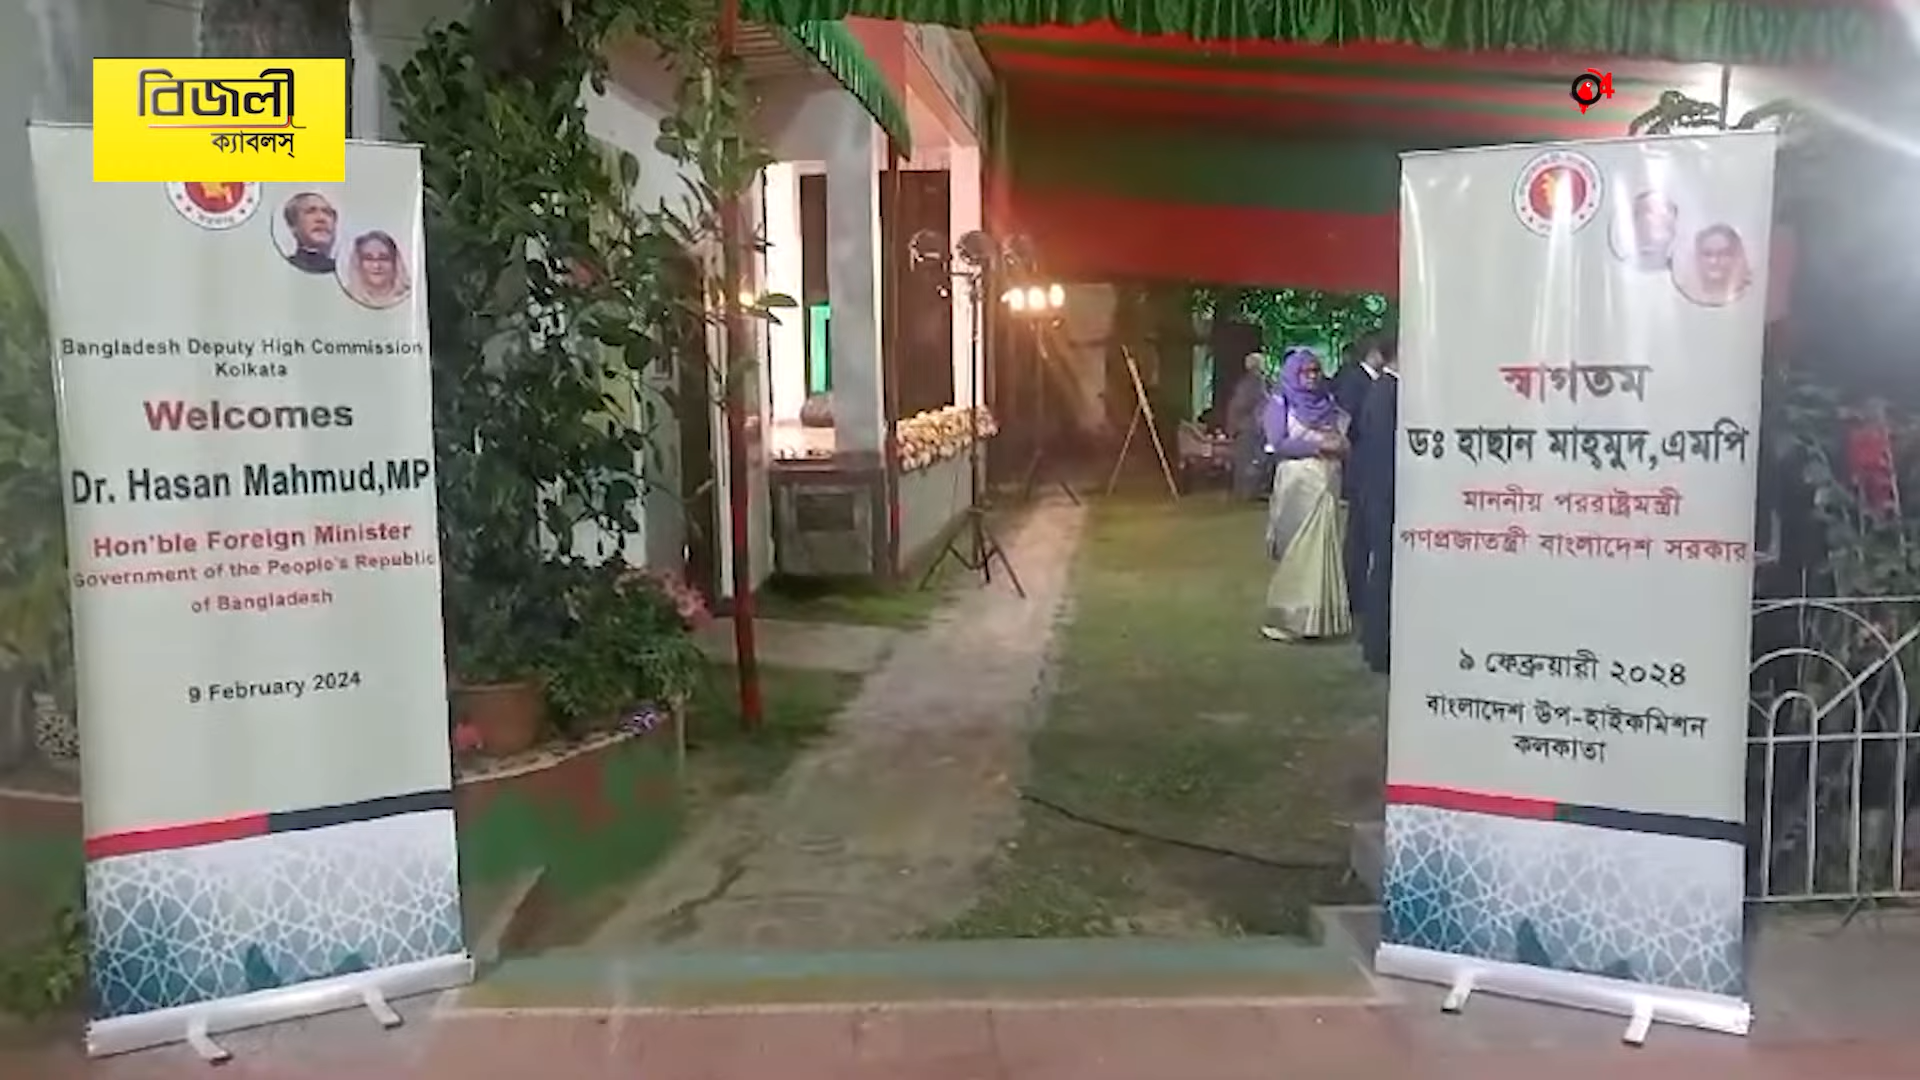 বিজলী
ক্যাবলস্
Bangladesh Deputy High Commission
Kolkata
Welcomes
Dr. Hasan Mahmud,MP
Hon'ble Foreign Minister
Government of the People's Republic
of Bangladesh
9 February 2024
স্বাগতম
ডঃ হাছান মাহ্‌মুদ,এমপি
মাননীয় পররাষ্ট্রমন্ত্রী
গণপ্রজাতন্ত্রী বাংলাদেশ সরকার
৯ ফেব্রুয়ারী ২০২৪
বাংলাদেশ উপ-হাইকমিশন
কলকাতা